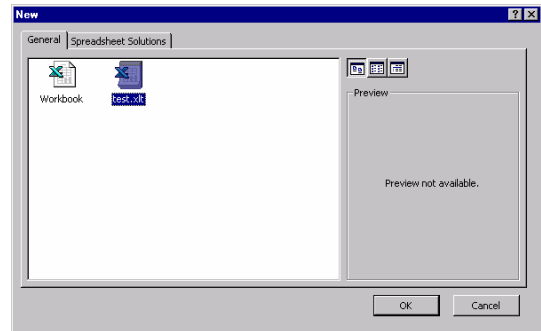 New
General Spreadsheet Solutions
Workbook test.xlt
Preview
Preview not available.
OK Cancel